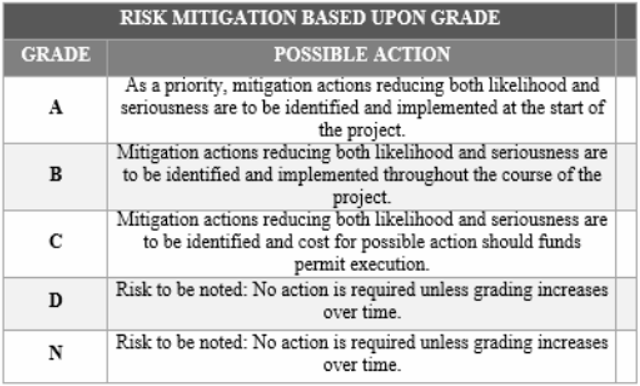 RISK MITIGATION BASED UPON GRADE
GRADE POSSIBLE ACTION
As a priority, mitigation actions reducing both likelihood and
A seriousness are to be identified and implemented at the start of
the project.
Mitigation actions reducing both likelihood and seriousness are
B to be identified and implemented throughout the course of the
project.
Mitigation actions reducing both likelihood and seriousness are
C to be identified and cost for possible action should funds
permit execution.
D Risk to be noted: No action is required unless grading increases
over time.
N Risk to be noted: No action is required unless grading increases
over time.